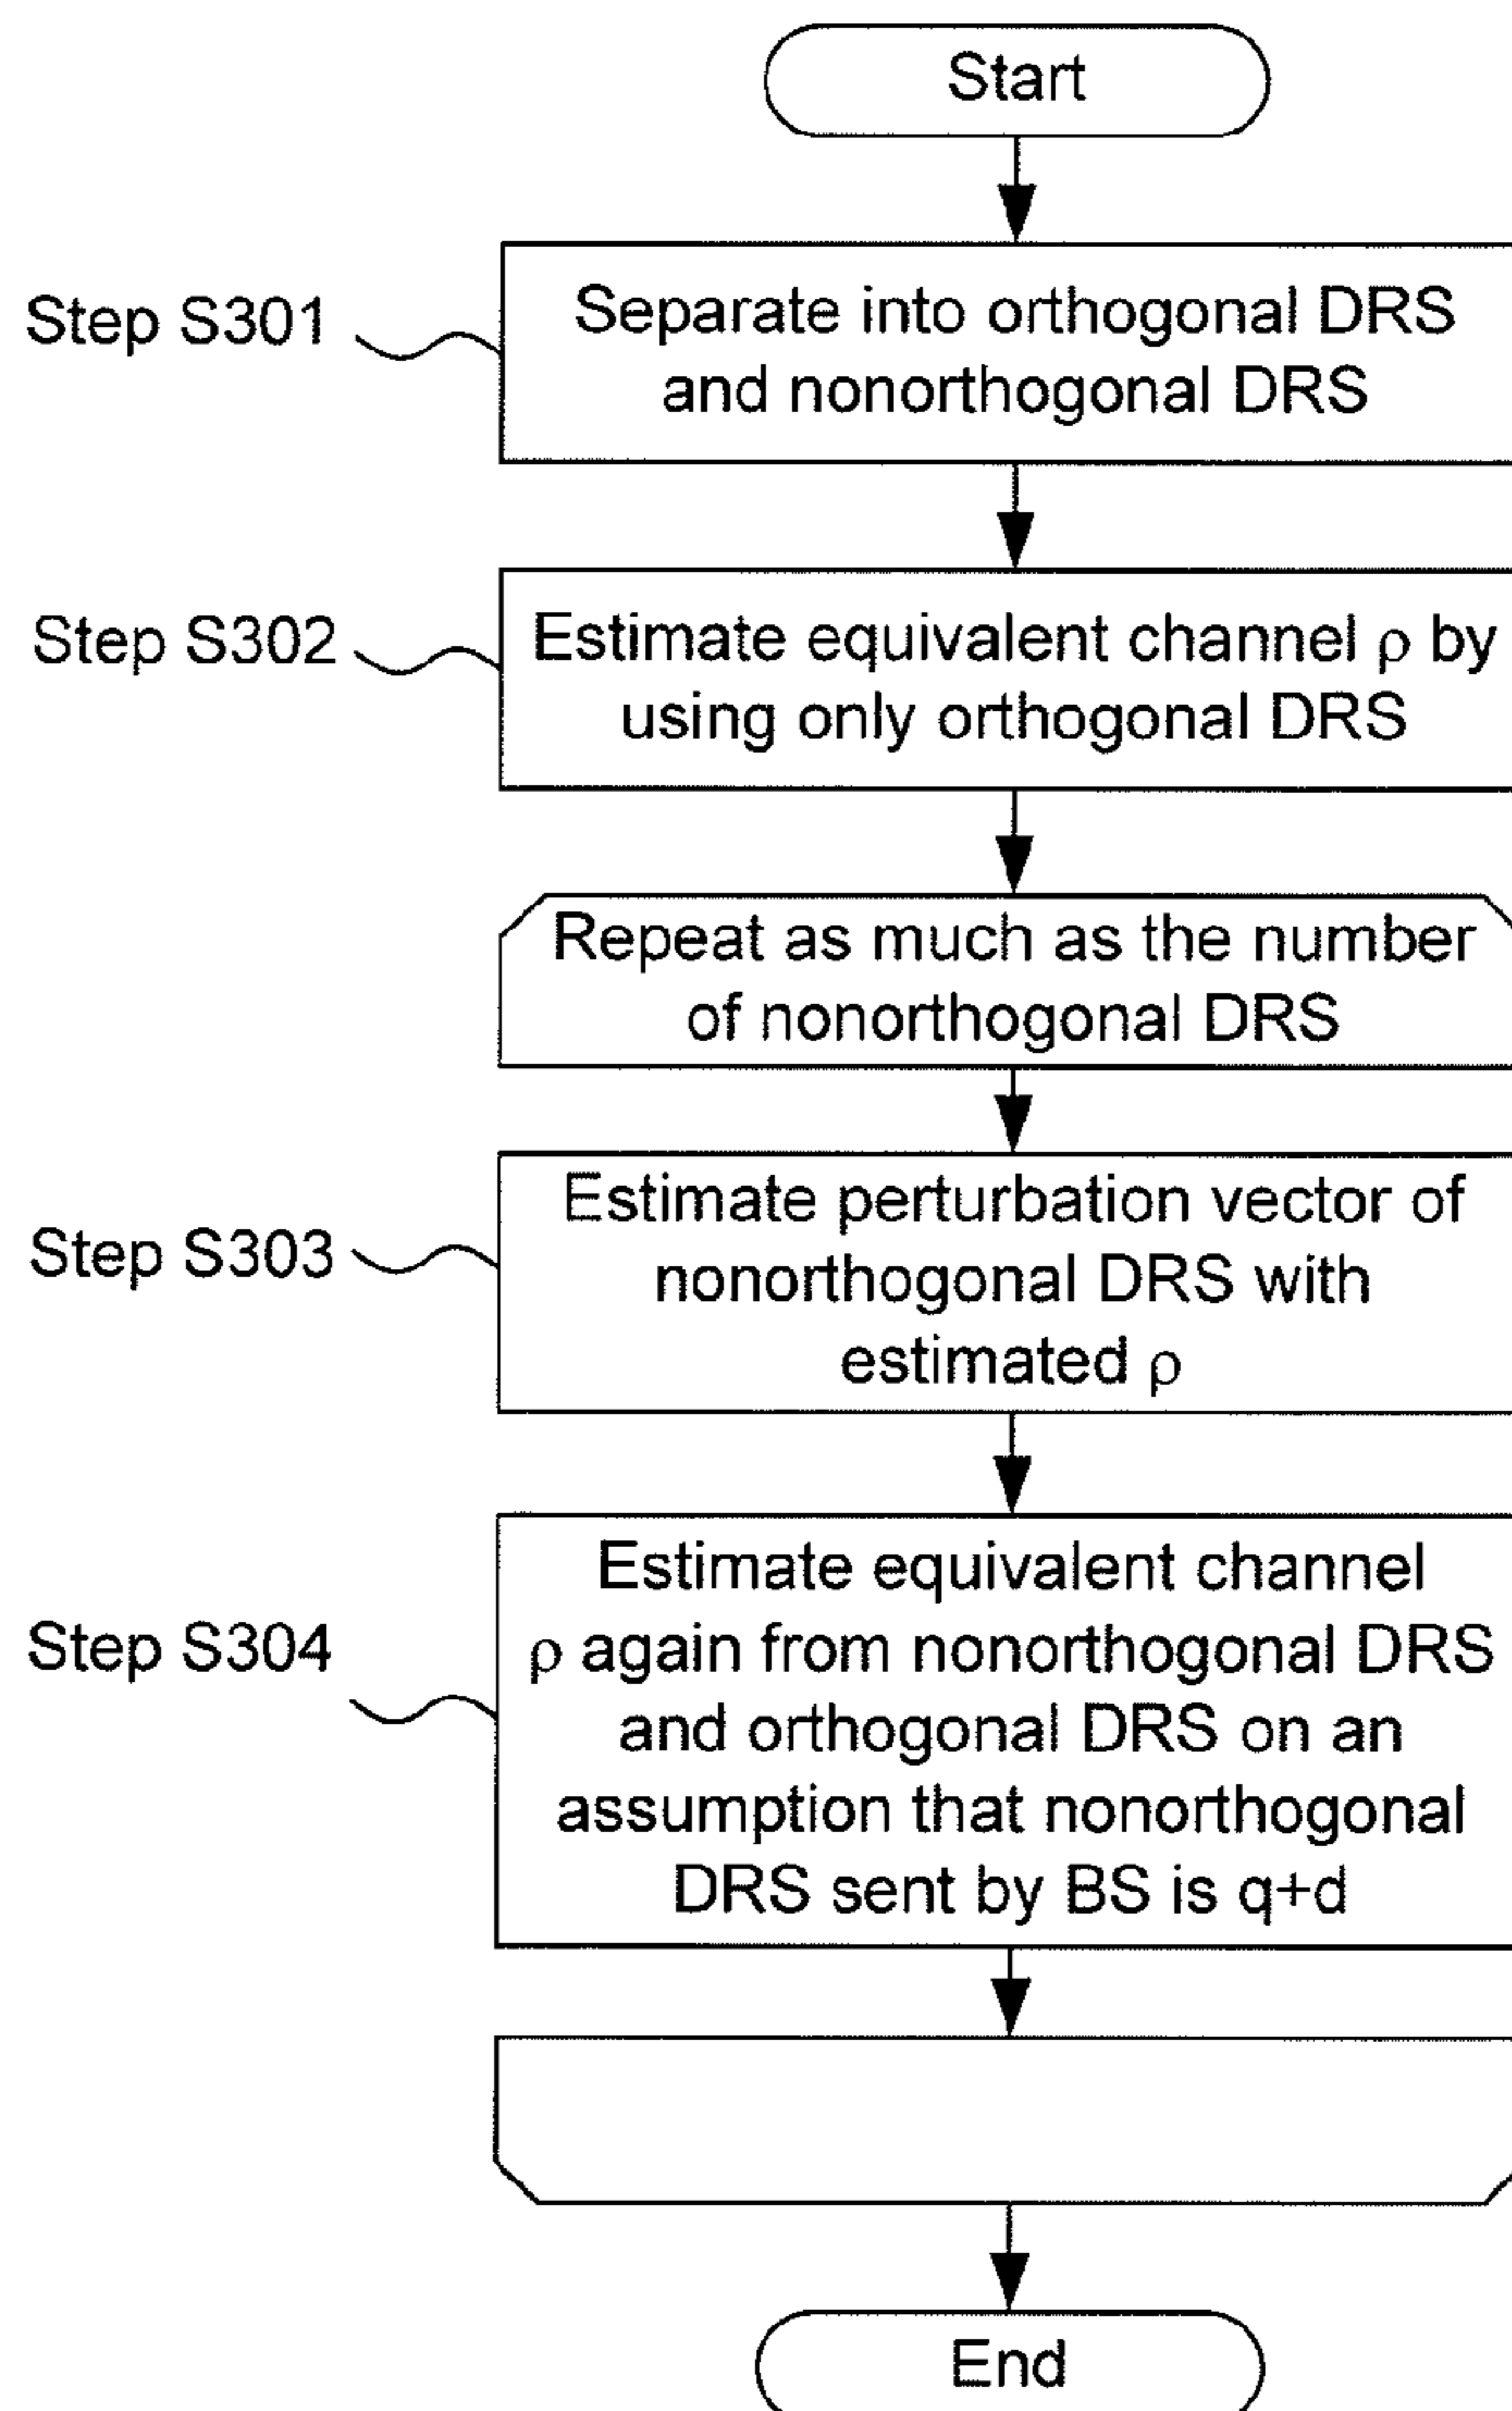 Start
Step S301
Separate into orthogonal DRS
and nonorthogonal DRS
Step S302
Estimate equivalent channel ρ by
using only orthogonal DRS
Repeat as much as the number
of nonorthogonal DRS
Step S303
Estimate perturbation vector of
nonorthogonal DRS with
estimated ρ
Step S304
Estimate equivalent channel
ρ again from nonorthogonal DRS
and orthogonal DRS on an
assumption that nonorthogonal
DRS sent by BS is q+d
End